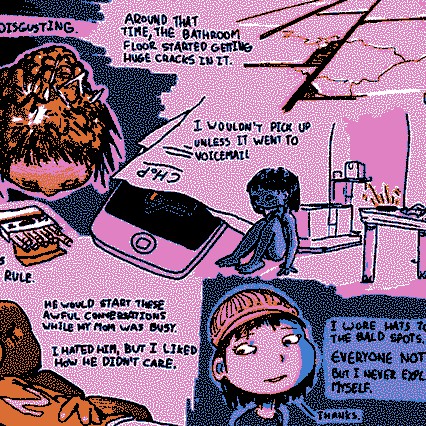 DISGUSTING.
AROUND THAT
TIME, THE BATHROOM
FLOOR STARTED GETTING
HUGE CRACKS IN IT.
I WOULDN'T PICK UP
UNLESS IT WENT TO
VOICEMAIL
RULE.
HE WOULD START THESE
AWFUL CONVERSATIONS
WHILE MY MOM WAS BUSY.
I HATED HIM, BUT I LIKED
HOW HE DIDN'T CARE.
I WORE HATS TO
THE BALD SPOTS.
EVERYONE NOT
BUT I NEVER EXPL
MYSELF.
THANKS.